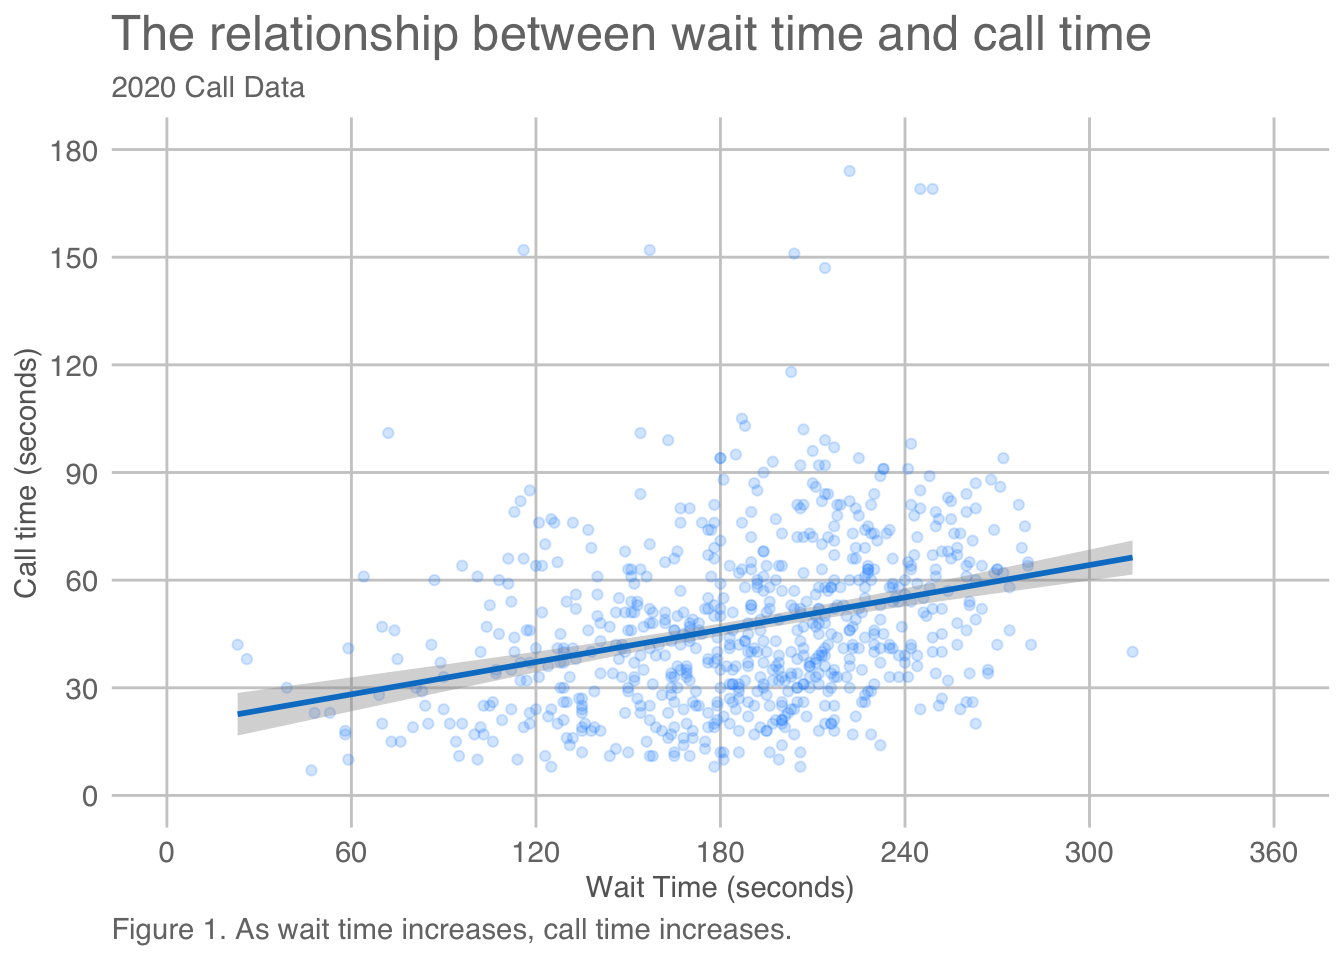 The relationship between wait time and call time
2020 Call Data
180
150
120
90
60
30
0
Call time (seconds)
0 60 120 180 240 300 360
Wait Time (seconds)
Figure 1. As wait time increases, call time increases.